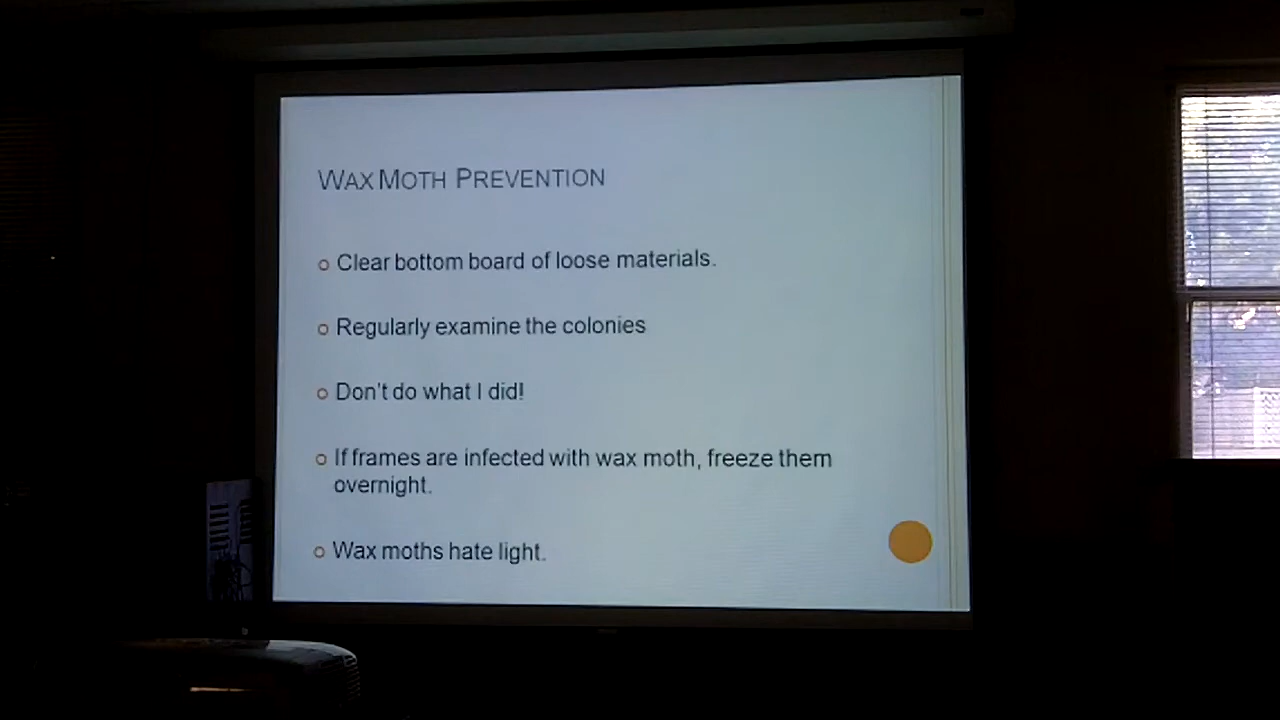 WAX MOTH PREVENTION
Clear bottom board of loose materials.
Regularly examine the colonies
Don't do what I did!
If frames are infected with wax moth, freeze them
overnight.
Wax moths hate light.